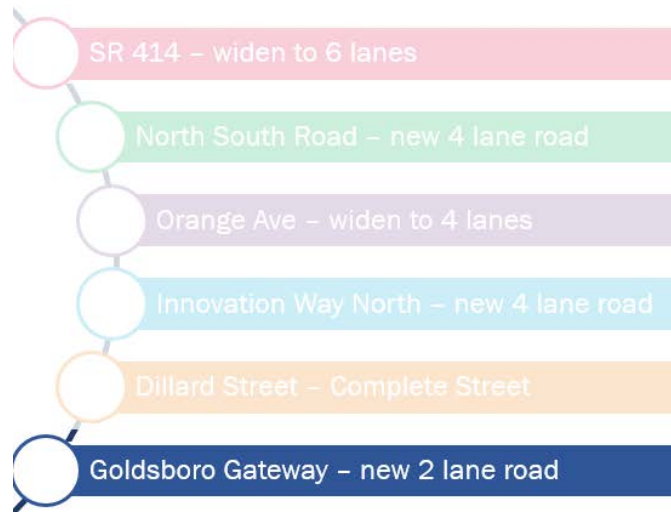 SR 414 – widen to 6 lanes
North South Road – new 4 lane road
Orange Ave – widen to 4 lanes
Innovation Way North – new 4 lane road
Dillard Street – Complete Street
Goldsboro Gateway – new 2 lane road